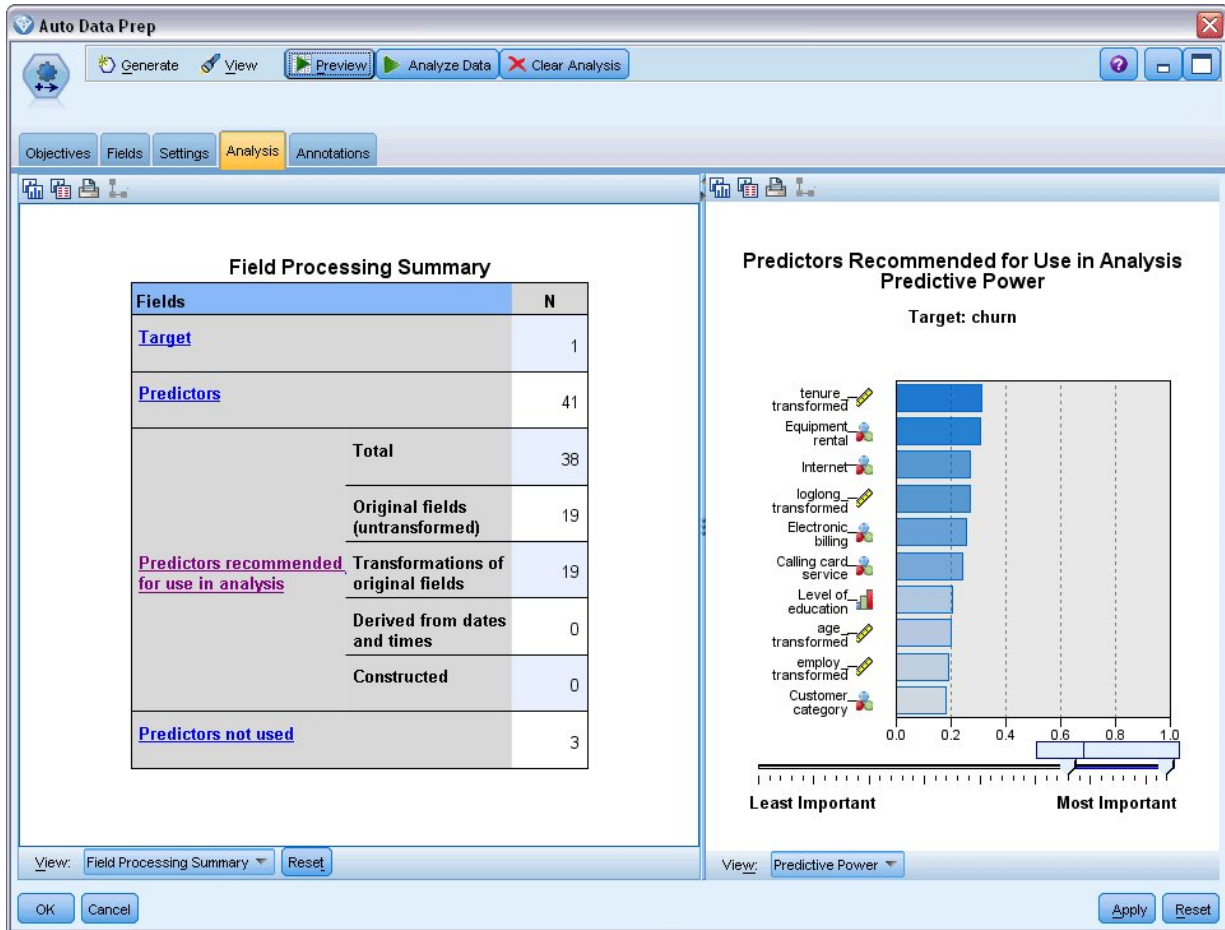 Auto Data Prep
Generate View Preview Analyze Data Clear Analysis
Objectives Fields Settings Analysis Annotations
Field Processing Summary
Fields N
Target 1
Predictors 41
Predictors recommended for use in analysis
Total 38
Original fields (untransformed) 19
Transformations of original fields 19
Derived from dates and times 0
Constructed 0
Predictors not used 3
View: Field Processing Summary Reset
Predictors Recommended for Use in Analysis
Predictive Power
Target: churn
tenure_
transformed
Equipment
rental
Internet
loglong_
transformed
Electronic
billing
Calling card
service
Level of
education
age_
transformed
employ_
transformed
Customer
category
0.0 0.2 0.4 0.6 0.8 1.0
Least Important Most Important
View: Predictive Power
OK Cancel Apply Reset